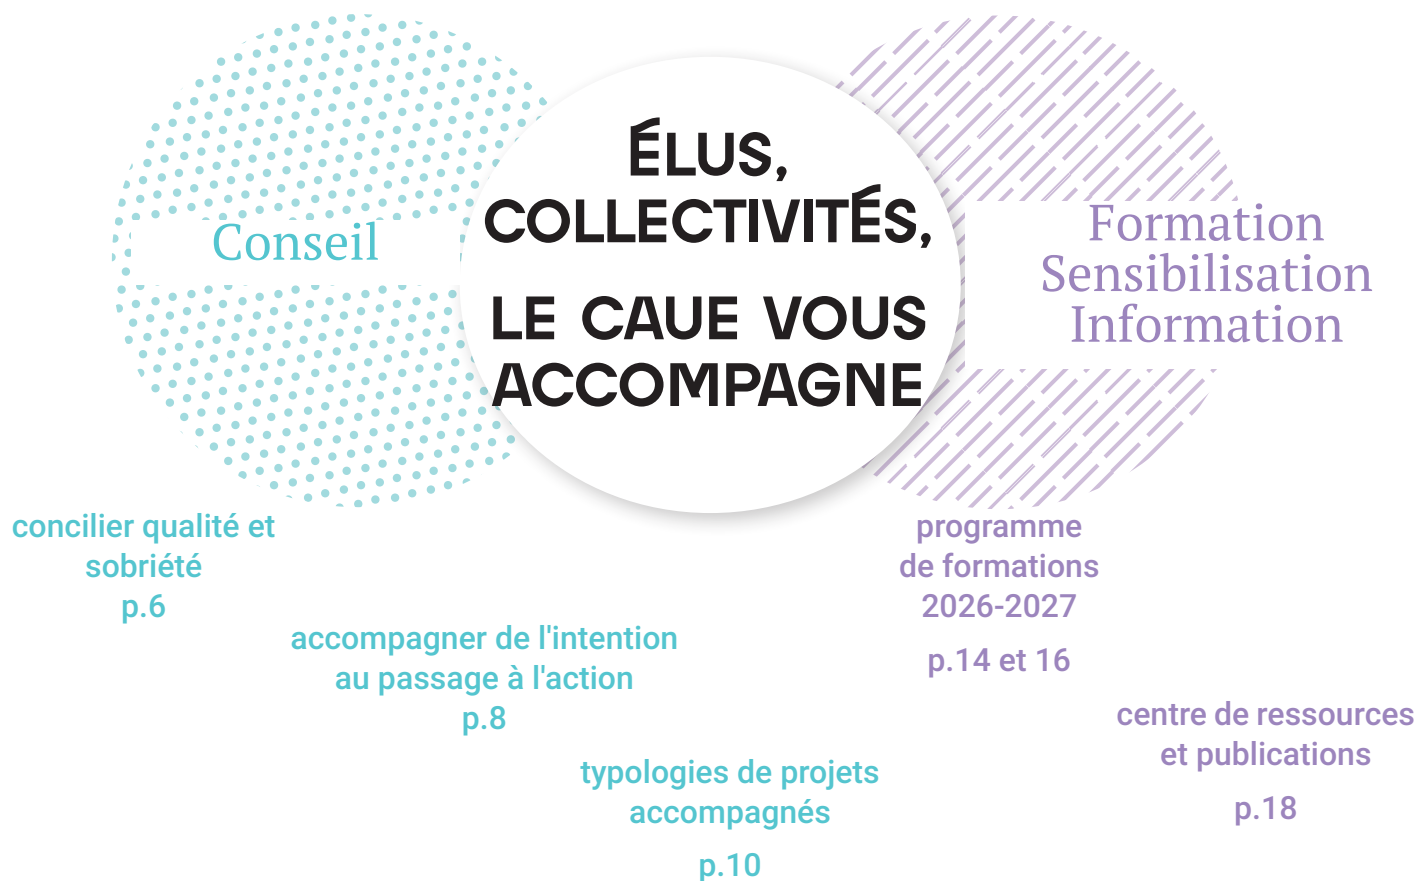 ÉLUS,
COLLECTIVITÉS,
LE CAUE VOUS
ACCOMPAGNE
Conseil
Formation
Sensibilisation
Information
concilier qualité et
sobriété
p.6
accompagner de l'intention
au passage à l'action
p.8
typologies de projets
accompagnés
p.10
programme
de formations
2026-2027
p.14 et 16
centre de ressources
et publications
p.18